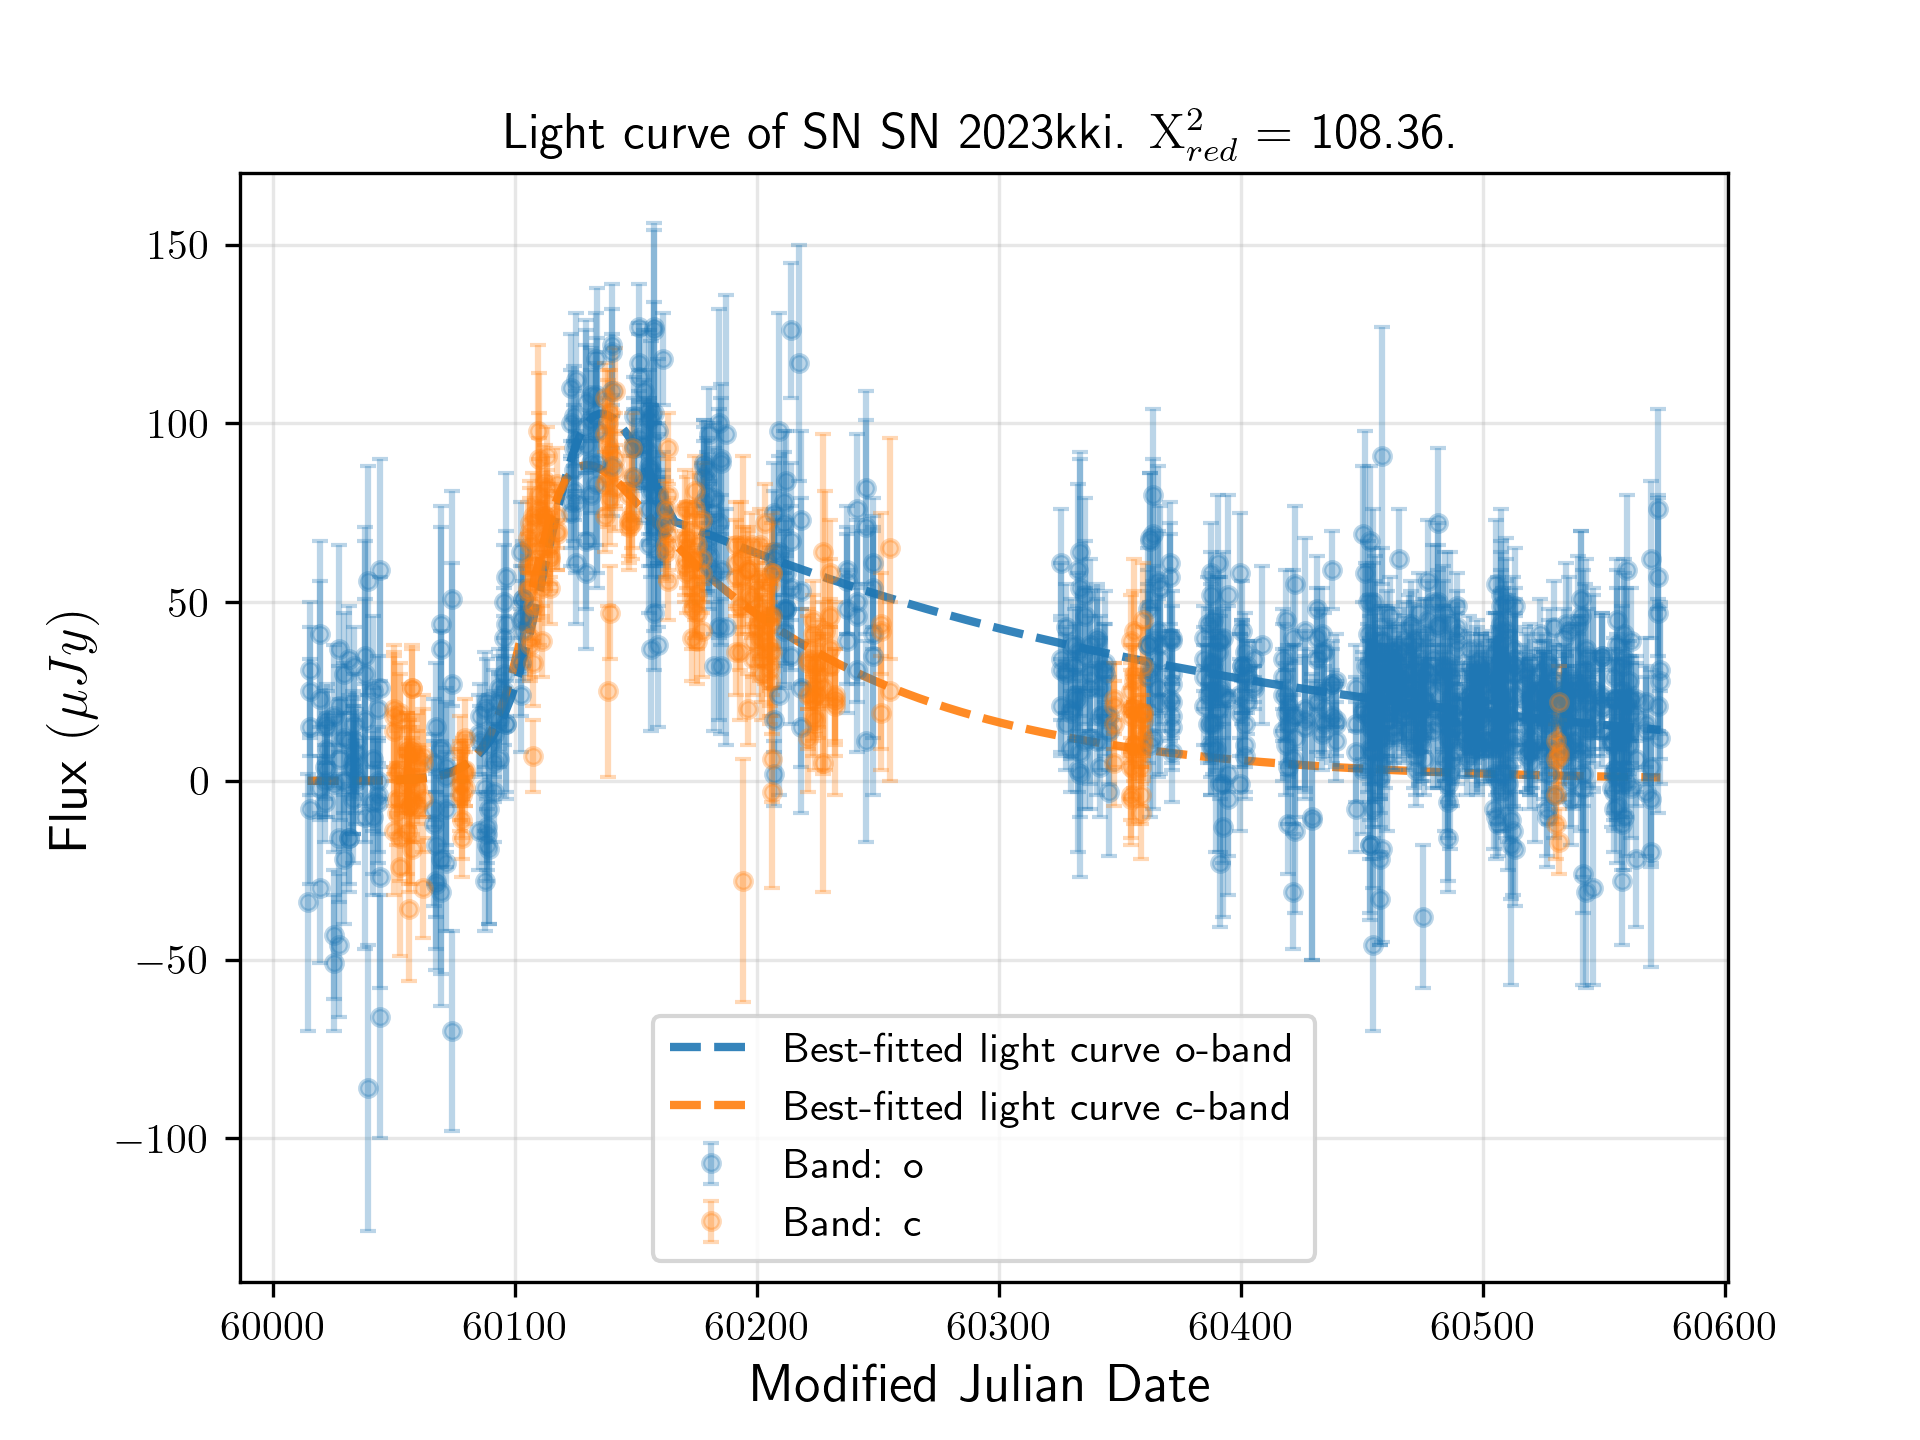 Light curve of SN SN 2023kki. X²_red = 108.36.
150
100
50
0
−50
−100
Flux (μJy)
60000 60100 60200 60300 60400 60500 60600
Modified Julian Date
Best-fitted light curve o-band
Best-fitted light curve c-band
Band: o
Band: c